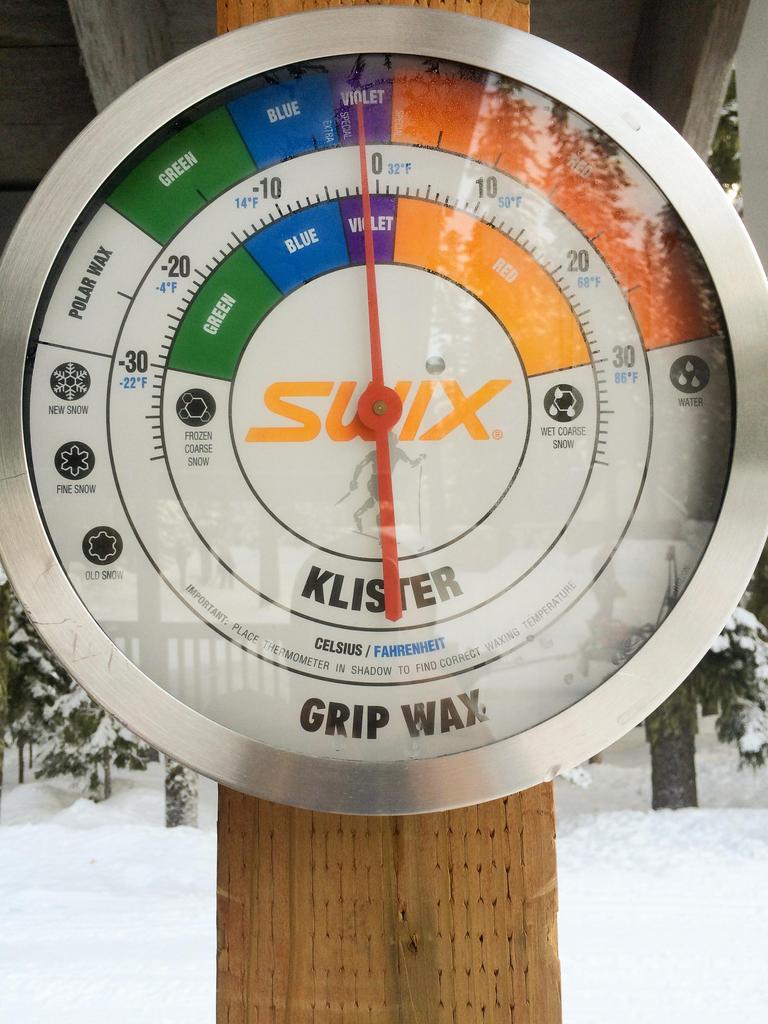 VIOLET
BLUE
SPECIAL
EXTRA
GREEN
RED
POLAR WAX
0 32°F
-10
14°F
10
50°F
-20
-4°F
20
68°F
-30
-22°F
30
86°F
VIOLET
BLUE
RED
GREEN
NEW SNOW
FINE SNOW
OLD SNOW
FROZEN
COARSE
SNOW
WET COARSE
SNOW
WATER
SWIX®
KLISTER
CELSIUS / FAHRENHEIT
IMPORTANT: PLACE THERMOMETER IN SHADOW TO FIND CORRECT WAXING TEMPERATURE
GRIP WAX